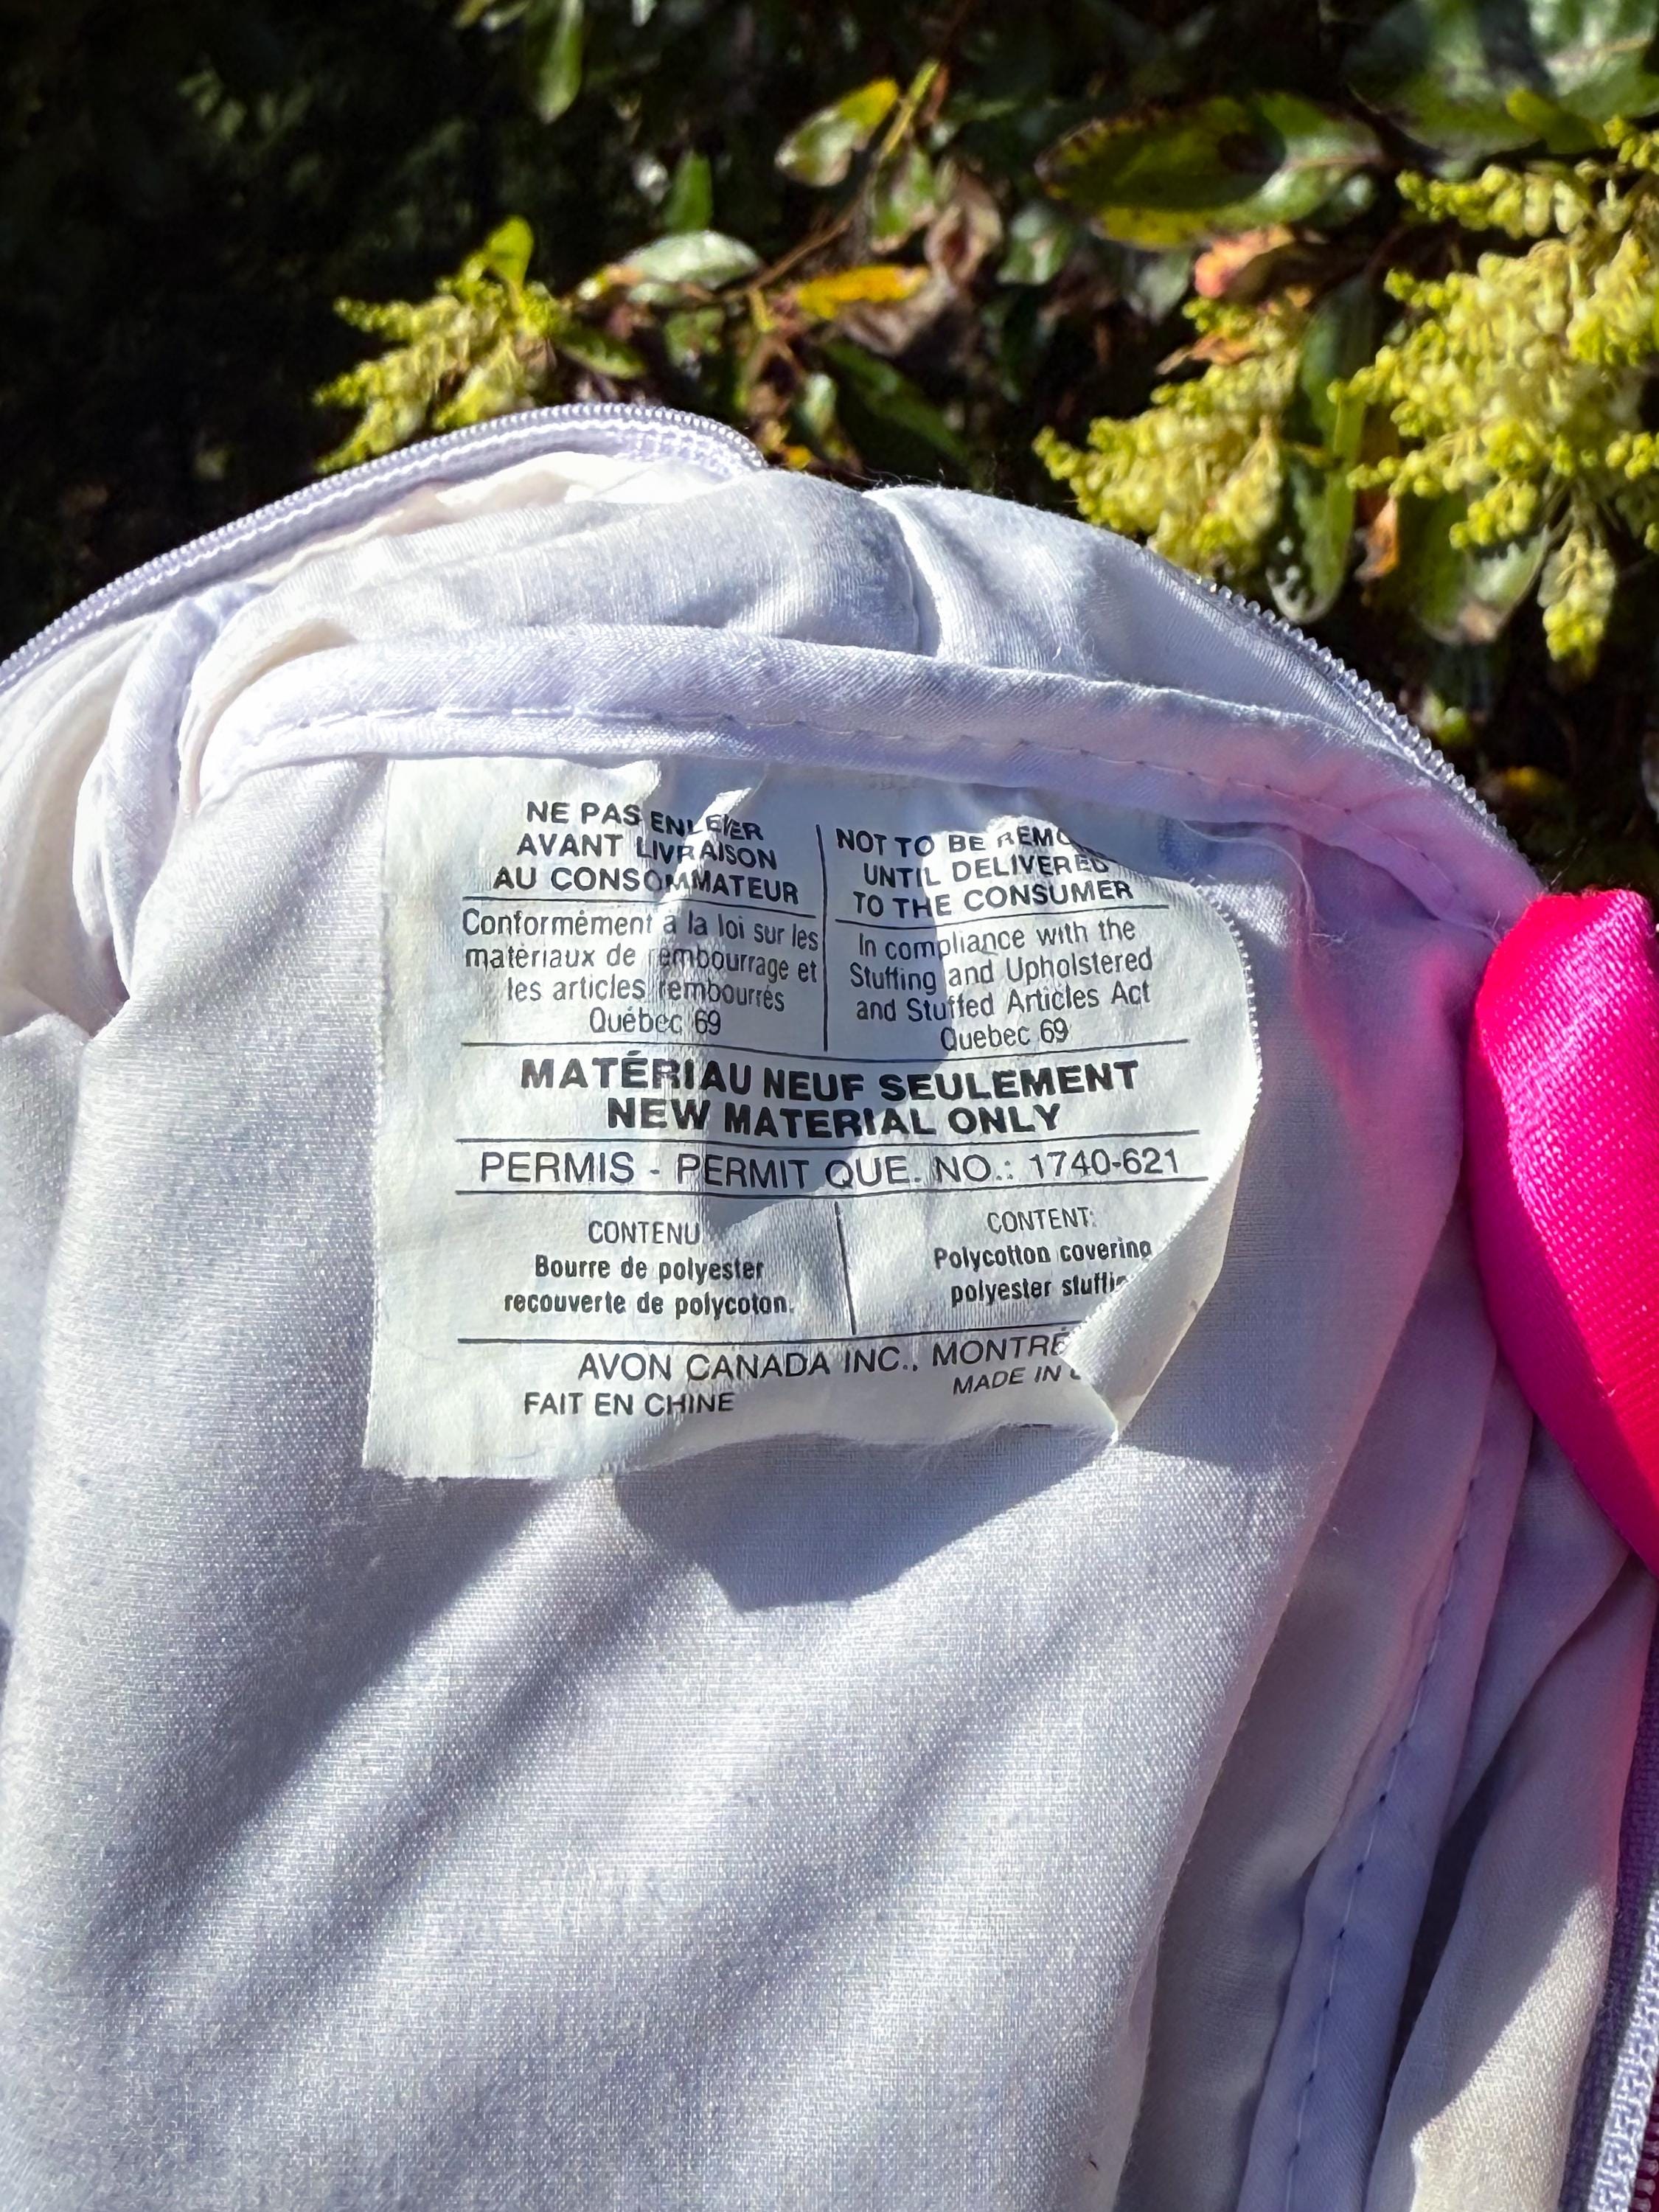 NE PAS ENLEVER
AVANT LIVRAISON
AU CONSOMMATEUR
Conformément à la loi sur les
matériaux de rembourrage et
les articles rembourrés
Québec 69
NOT TO BE
UNTIL DELIVERED
TO THE CONSUMER
In compliance with the
Stuffing and Upholstered
and Stuffed Articles Act
Quebec 69
MATÉRIAU NEUF SEULEMENT
NEW MATERIAL ONLY
PERMIS - PERMIT QUE. NO.: 1740-621
CONTENU
Bourre de polyester
recouverte de polycoton.
CONTENT:
Polycotton covering
polyester
AVON CANADA INC.,
FAIT EN CHINE
MADE IN